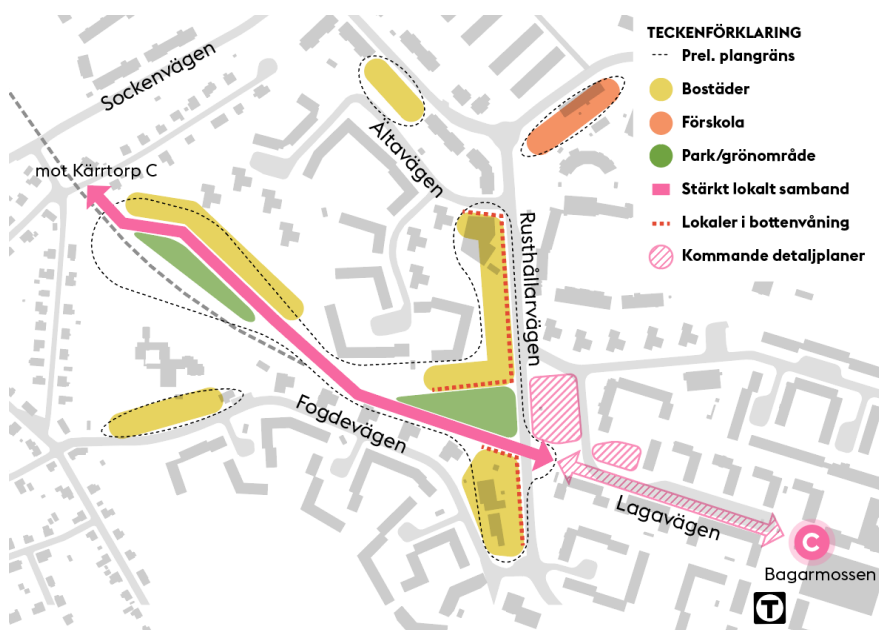 TECKENFÖRKLARING
Prel. plangräns
Bostäder
Förskola
Park/grönområde
Stärkt lokalt samband
Lokaler i bottenvåning
Kommande detaljplaner
Sockenvägen
mot Kärrtorp C
Ältavägen
Rusthållarvägen
Fogdevägen
Lagavägen
C
Bagarmossen
T